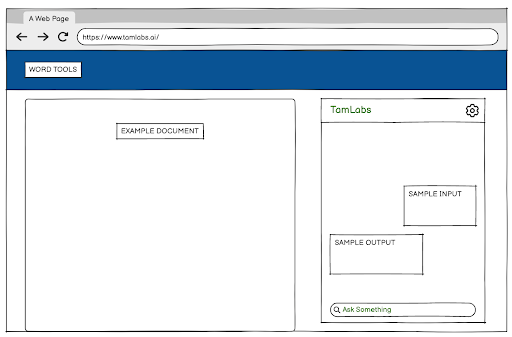 A Web Page
https://www.tamlabs.ai/
WORD TOOLS
EXAMPLE DOCUMENT
TamLabs
SAMPLE INPUT
SAMPLE OUTPUT
Ask Something